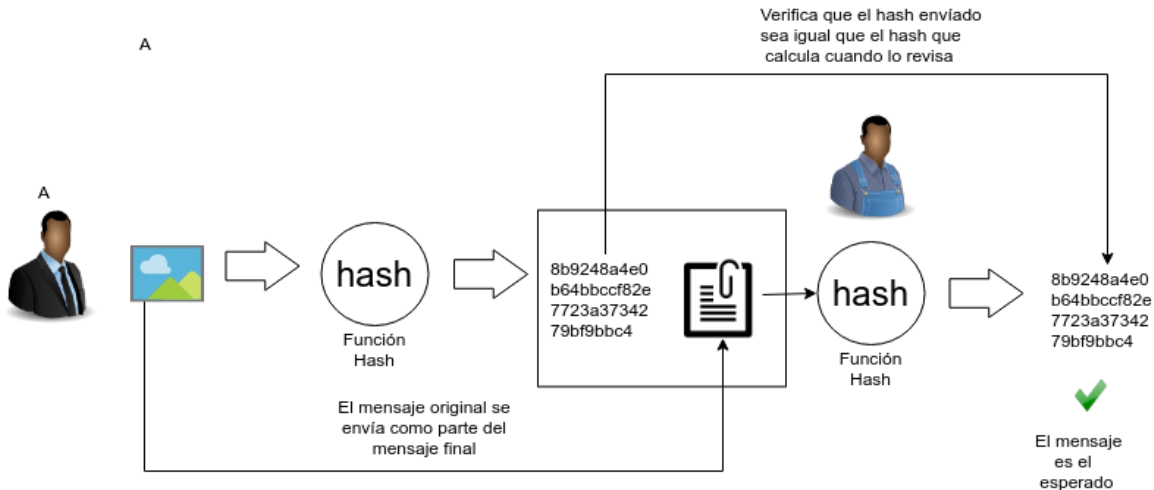 Verifica que el hash envíado
sea igual que el hash que
calcula cuando lo revisa
A
A
hash
Función
Hash
8b9248a4e0
b64bbccf82e
7723a37342
79bf9bbc4
hash
Función
Hash
8b9248a4e0
b64bbccf82e
7723a37342
79bf9bbc4
El mensaje original se
envía como parte del
mensaje final
El mensaje
es el
esperado